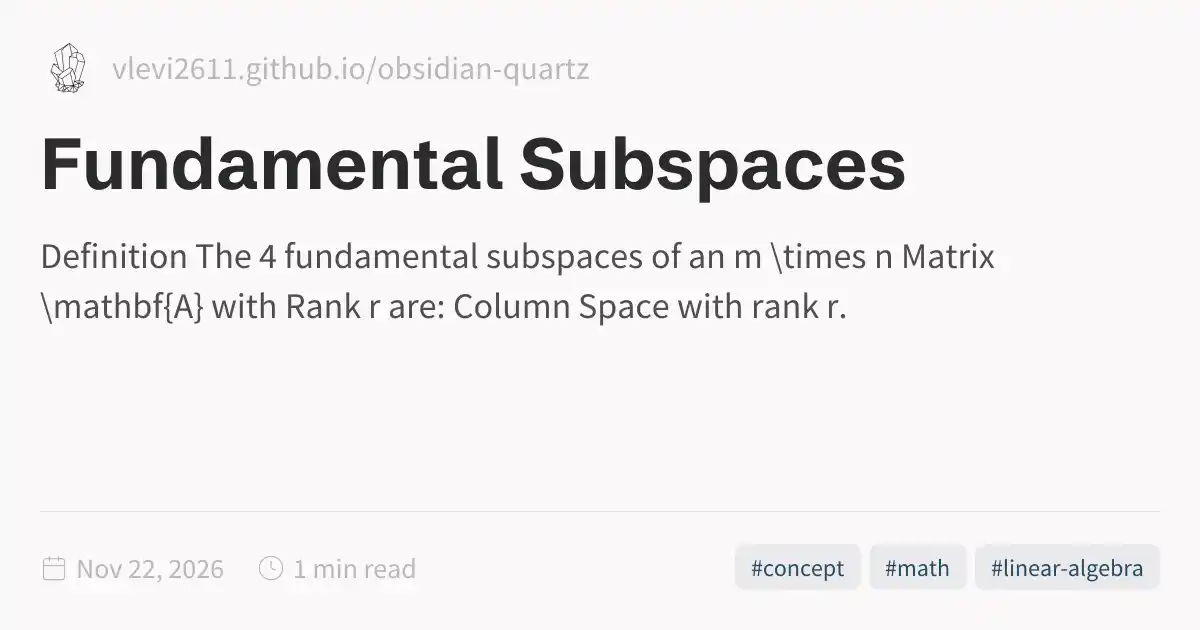 vlevi2611.github.io/obsidian-quartz
Fundamental Subspaces
Definition The 4 fundamental subspaces of an m \times n Matrix
\mathbf{A} with Rank r are: Column Space with rank r.
Nov 22, 2026 1 min read #concept #math #linear-algebra